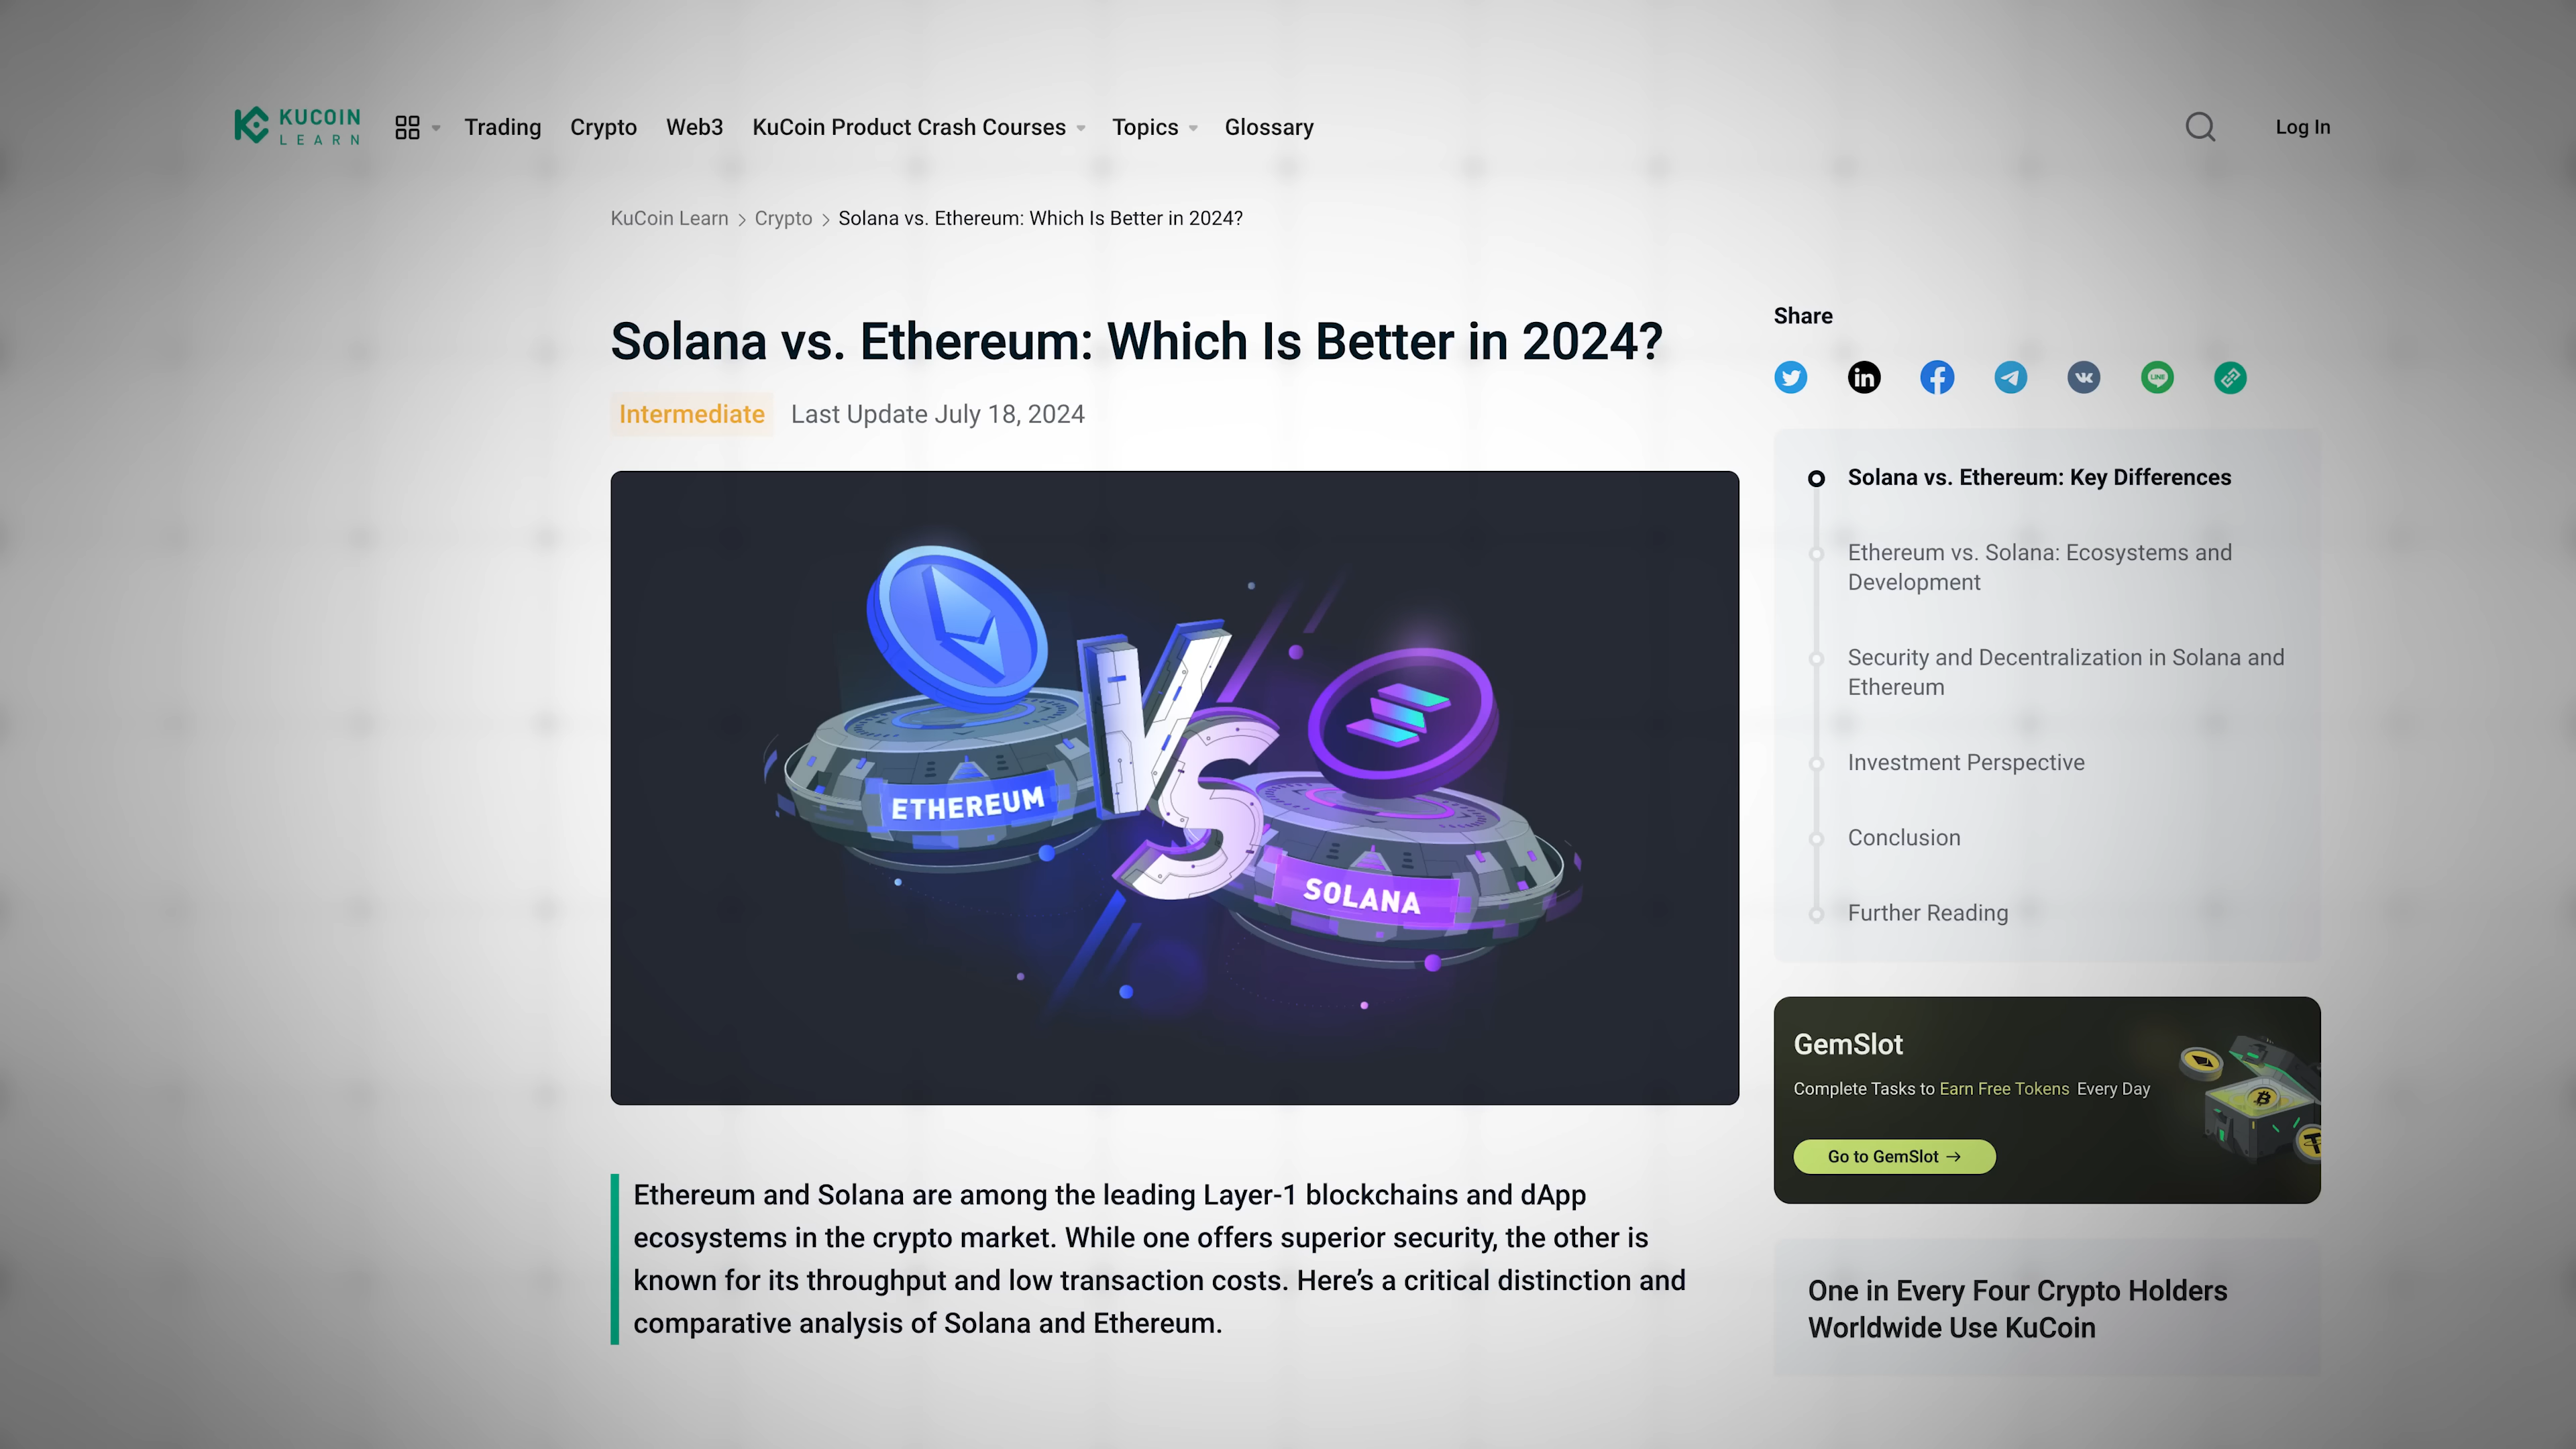 KUCOIN
LEARN
Trading
Crypto
Web3
KuCoin Product Crash Courses
Topics
Glossary
Log In
KuCoin Learn > Crypto > Solana vs. Ethereum: Which Is Better in 2024?
Solana vs. Ethereum: Which Is Better in 2024?
Intermediate
Last Update July 18, 2024
ETHEREUM
VS
SOLANA
Ethereum and Solana are among the leading Layer-1 blockchains and dApp
ecosystems in the crypto market. While one offers superior security, the other is
known for its throughput and low transaction costs. Here’s a critical distinction and
comparative analysis of Solana and Ethereum.
Share
LINE
Solana vs. Ethereum: Key Differences
Ethereum vs. Solana: Ecosystems and
Development
Security and Decentralization in Solana and
Ethereum
Investment Perspective
Conclusion
Further Reading
GemSlot
Complete Tasks to Earn Free Tokens Every Day
Go to GemSlot →
One in Every Four Crypto Holders
Worldwide Use KuCoin